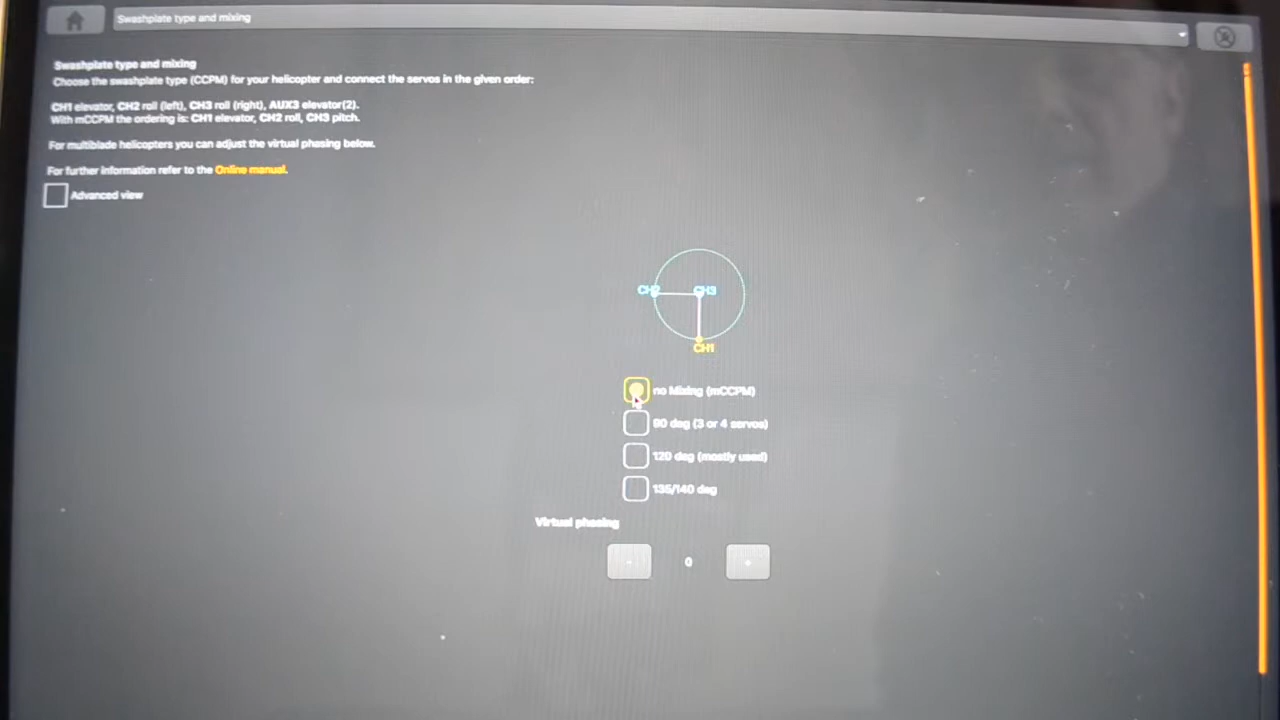 Swashplate type and mixing
Swashplate type and mixing
Choose the swashplate type (CCPM) for your helicopter and connect the servos in the given order:
CH1 elevator, CH2 roll (left), CH3 roll (right), AUX3 elevator(2).
With mCCPM the ordering is: CH1 elevator, CH2 roll, CH3 pitch.
For multiblade helicopters you can adjust the virtual phasing below.
For further information refer to the Online manual.
Advanced view
CH2 CH3
CH1
no Mixing (mCCPM)
90 deg (3 or 4 servos)
120 deg (mostly used)
135/140 deg
Virtual phasing
- 0 +